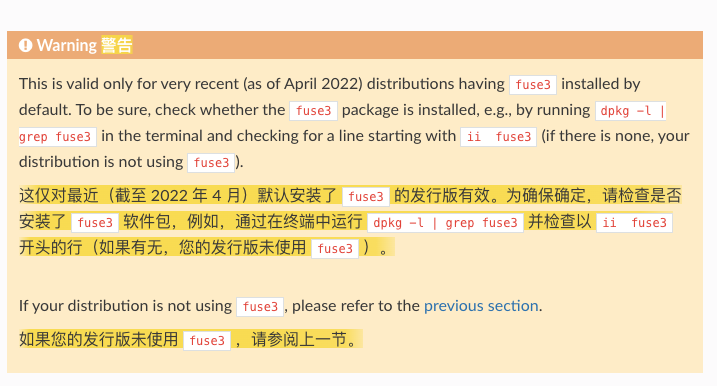 Warning 警告
This is valid only for very recent (as of April 2022) distributions having fuse3 installed by
default. To be sure, check whether the fuse3 package is installed, e.g., by running dpkg -l |
grep fuse3 in the terminal and checking for a line starting with ii  fuse3 (if there is none, your
distribution is not using fuse3).
这仅对最近（截至 2022 年 4 月）默认安装了 fuse3 的发行版有效。为确保确定，请检查是否
安装了 fuse3 软件包，例如，通过在终端中运行 dpkg -l | grep fuse3 并检查以 ii  fuse3
开头的行（如果有无，您的发行版未使用 fuse3 ）。
If your distribution is not using fuse3, please refer to the previous section.
如果您的发行版未使用 fuse3 ，请参阅上一节。